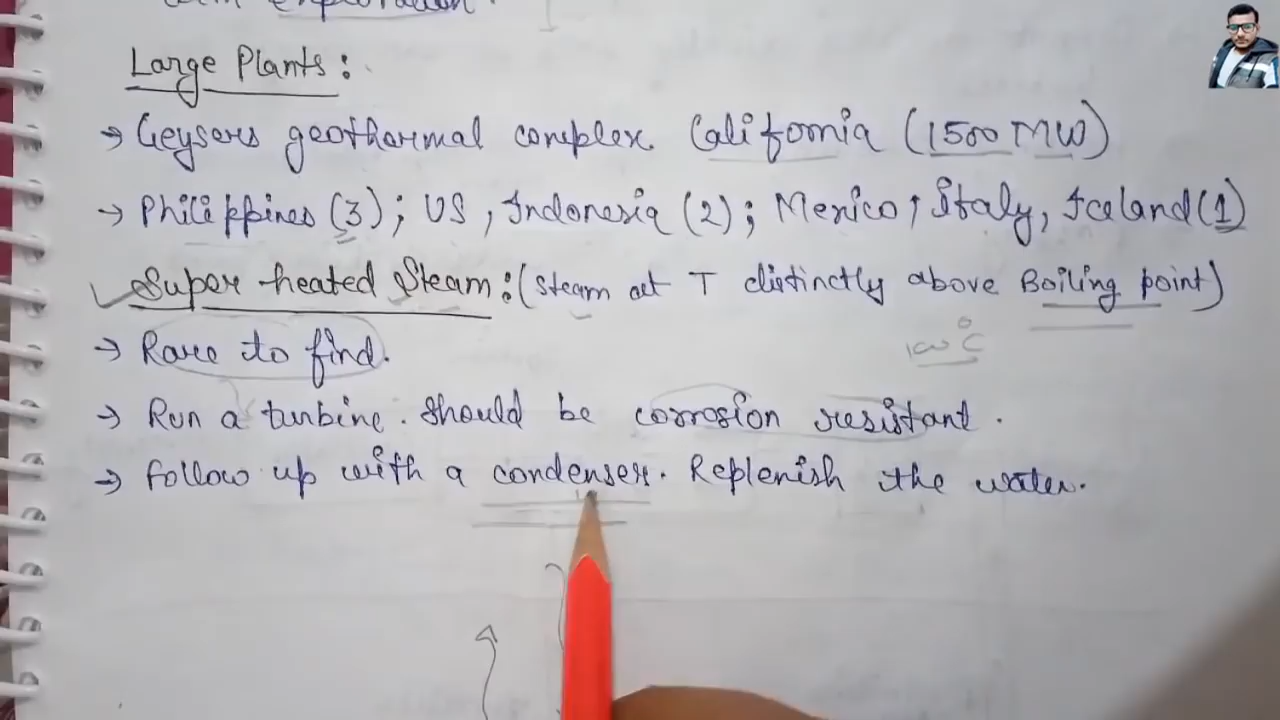 Large Plants:
→ Geysers geothermal complex. California (1500 MW)
→ Philippines (3); US, Indonesia (2); Mexico, Italy, Iceland (1)
Super heated Steam: (Steam at T distinctly above Boiling point)
→ Rare to find.
100°C
→ Run a turbine. Should be corrosion resistant.
→ follow up with a condenser. Replenish the water.